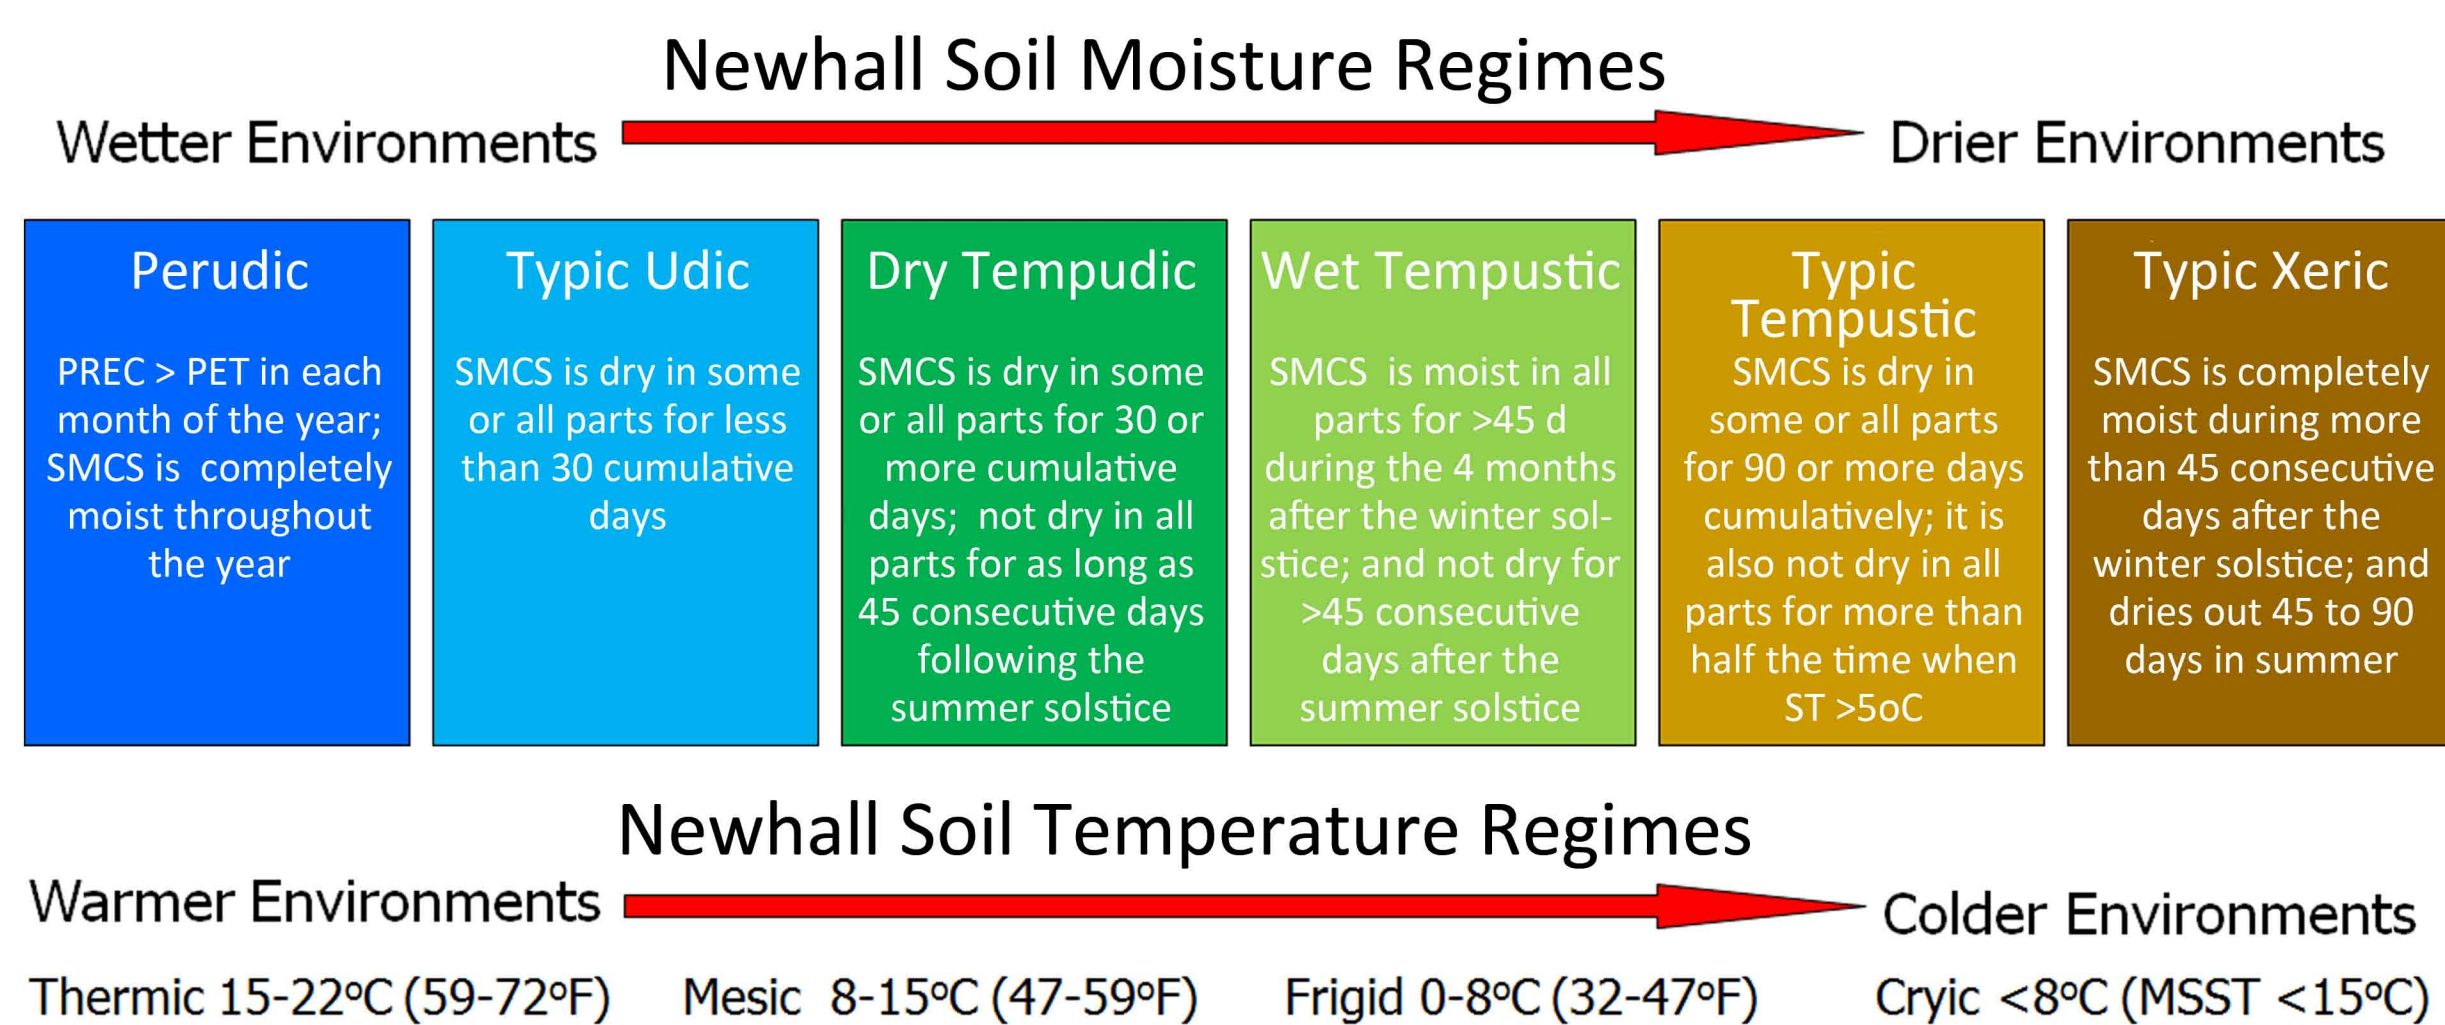 Newhall Soil Moisture Regimes
Wetter Environments
Drier Environments
Perudic
PREC > PET in each
month of the year;
SMCS is completely
moist throughout
the year
Typic Udic
SMCS is dry in some
or all parts for less
than 30 cumulative
days
Dry Tempudic
SMCS is dry in some
or all parts for 30 or
more cumulative
days; not dry in all
parts for as long as
45 consecutive days
following the
summer solstice
Wet Tempustic
SMCS is moist in all
parts for >45 d
during the 4 months
after the winter sol-
stice; and not dry for
>45 consecutive
days after the
summer solstice
Typic
Tempustic
SMCS is dry in
some or all parts
for 90 or more days
cumulatively; it is
also not dry in all
parts for more than
half the time when
ST >5oC
Typic Xeric
SMCS is completely
moist during more
than 45 consecutive
days after the
winter solstice; and
dries out 45 to 90
days in summer
Newhall Soil Temperature Regimes
Warmer Environments
Colder Environments
Thermic 15-22ºC (59-72ºF)
Mesic 8-15ºC (47-59ºF)
Frigid 0-8ºC (32-47ºF)
Cryic <8ºC (MSST <15ºC)